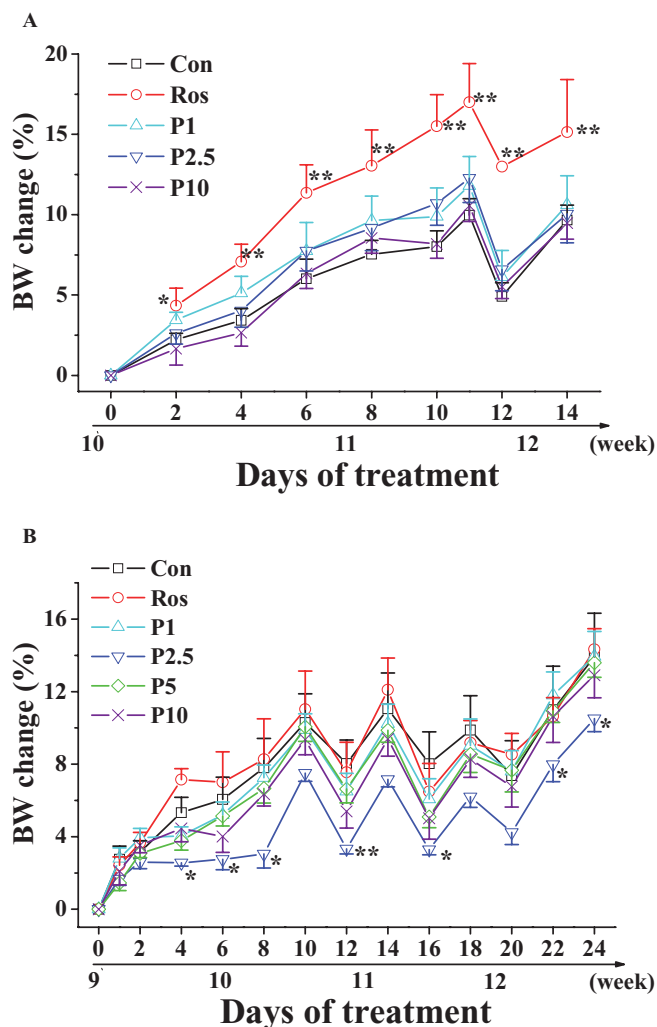 A
20
15
10
5
0
BW change (%)
Con
Ros
P1
P2.5
P10
*
**
**
**
**
**
**
**
0 2 4 6 8 10 12 14
10 11 12 (week)
Days of treatment
B
16
12
8
4
0
BW change (%)
Con
Ros
P1
P2.5
P5
P10
*
*
*
**
*
*
*
0 2 4 6 8 10 12 14 16 18 20 22 24
9 10 11 12 (week)
Days of treatment